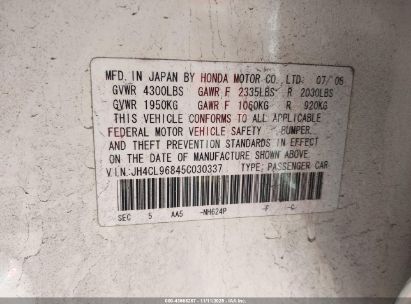 MFD. IN JAPAN BY HONDA MOTOR CO., LTD. 07/05
GVWR 4300LBS GAWR F 2335LBS R 2030LBS
GVWR 1950KG GAWR F 1060KG R 920KG
THIS VEHICLE CONFORMS TO ALL APPLICABLE
FEDERAL MOTOR VEHICLE SAFETY, BUMPER,
AND THEFT PREVENTION STANDARDS IN EFFECT ON THE
DATE OF MANUFACTURE SHOWN ABOVE.
V.I.N.:JH4CL96845C030337 TYPE: PASSENGER CAR
SEC 5 AA5 -NH624P -F -C